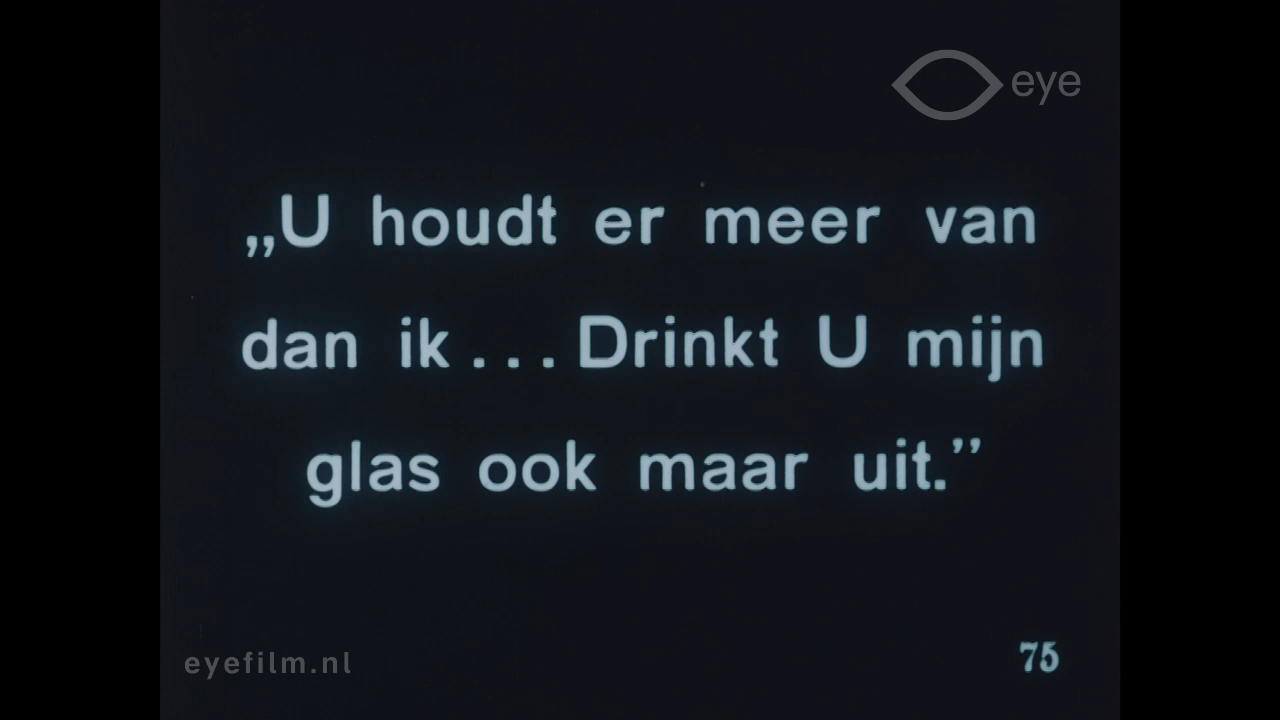 eye
„U houdt er meer van
dan ik... Drinkt U mijn
glas ook maar uit.”
eyefilm.nl
75